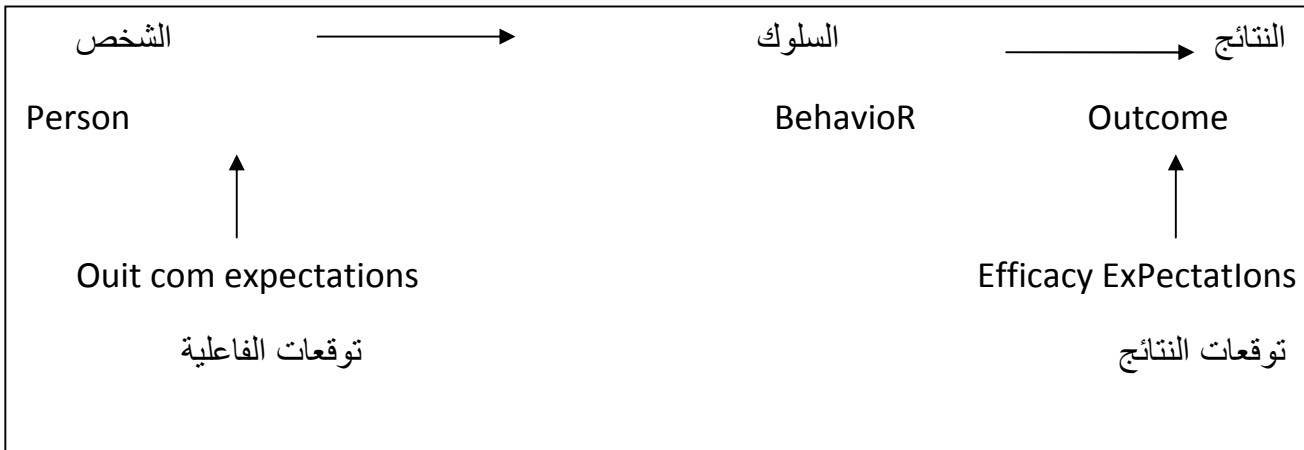 الشخص السلوك النتائج
Person BehavioR Outcome
Ouit com expectations Efficacy ExPectatIons
توقعات الفاعلية توقعات النتائج